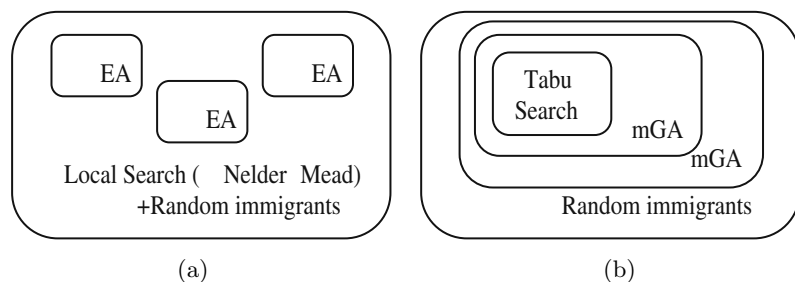 EA
EA
EA
Local Search ( Nelder Mead)
+Random immigrants
(a)
Tabu
Search
mGA
mGA
Random immigrants
(b)